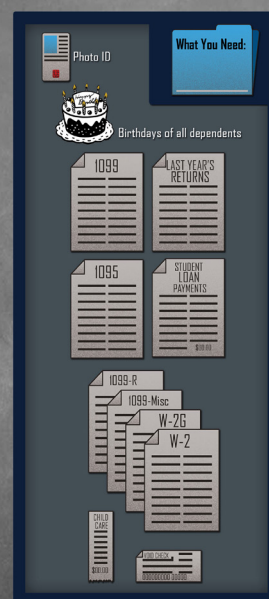 What You Need:
Photo ID
Birthdays of all dependents
1099
LAST YEAR'S
RETURNS
1095
STUDENT
LOAN
PAYMENTS
1099-R
1099-Misc
W-2G
W-2
CHILD
CARE
VOID CHECK